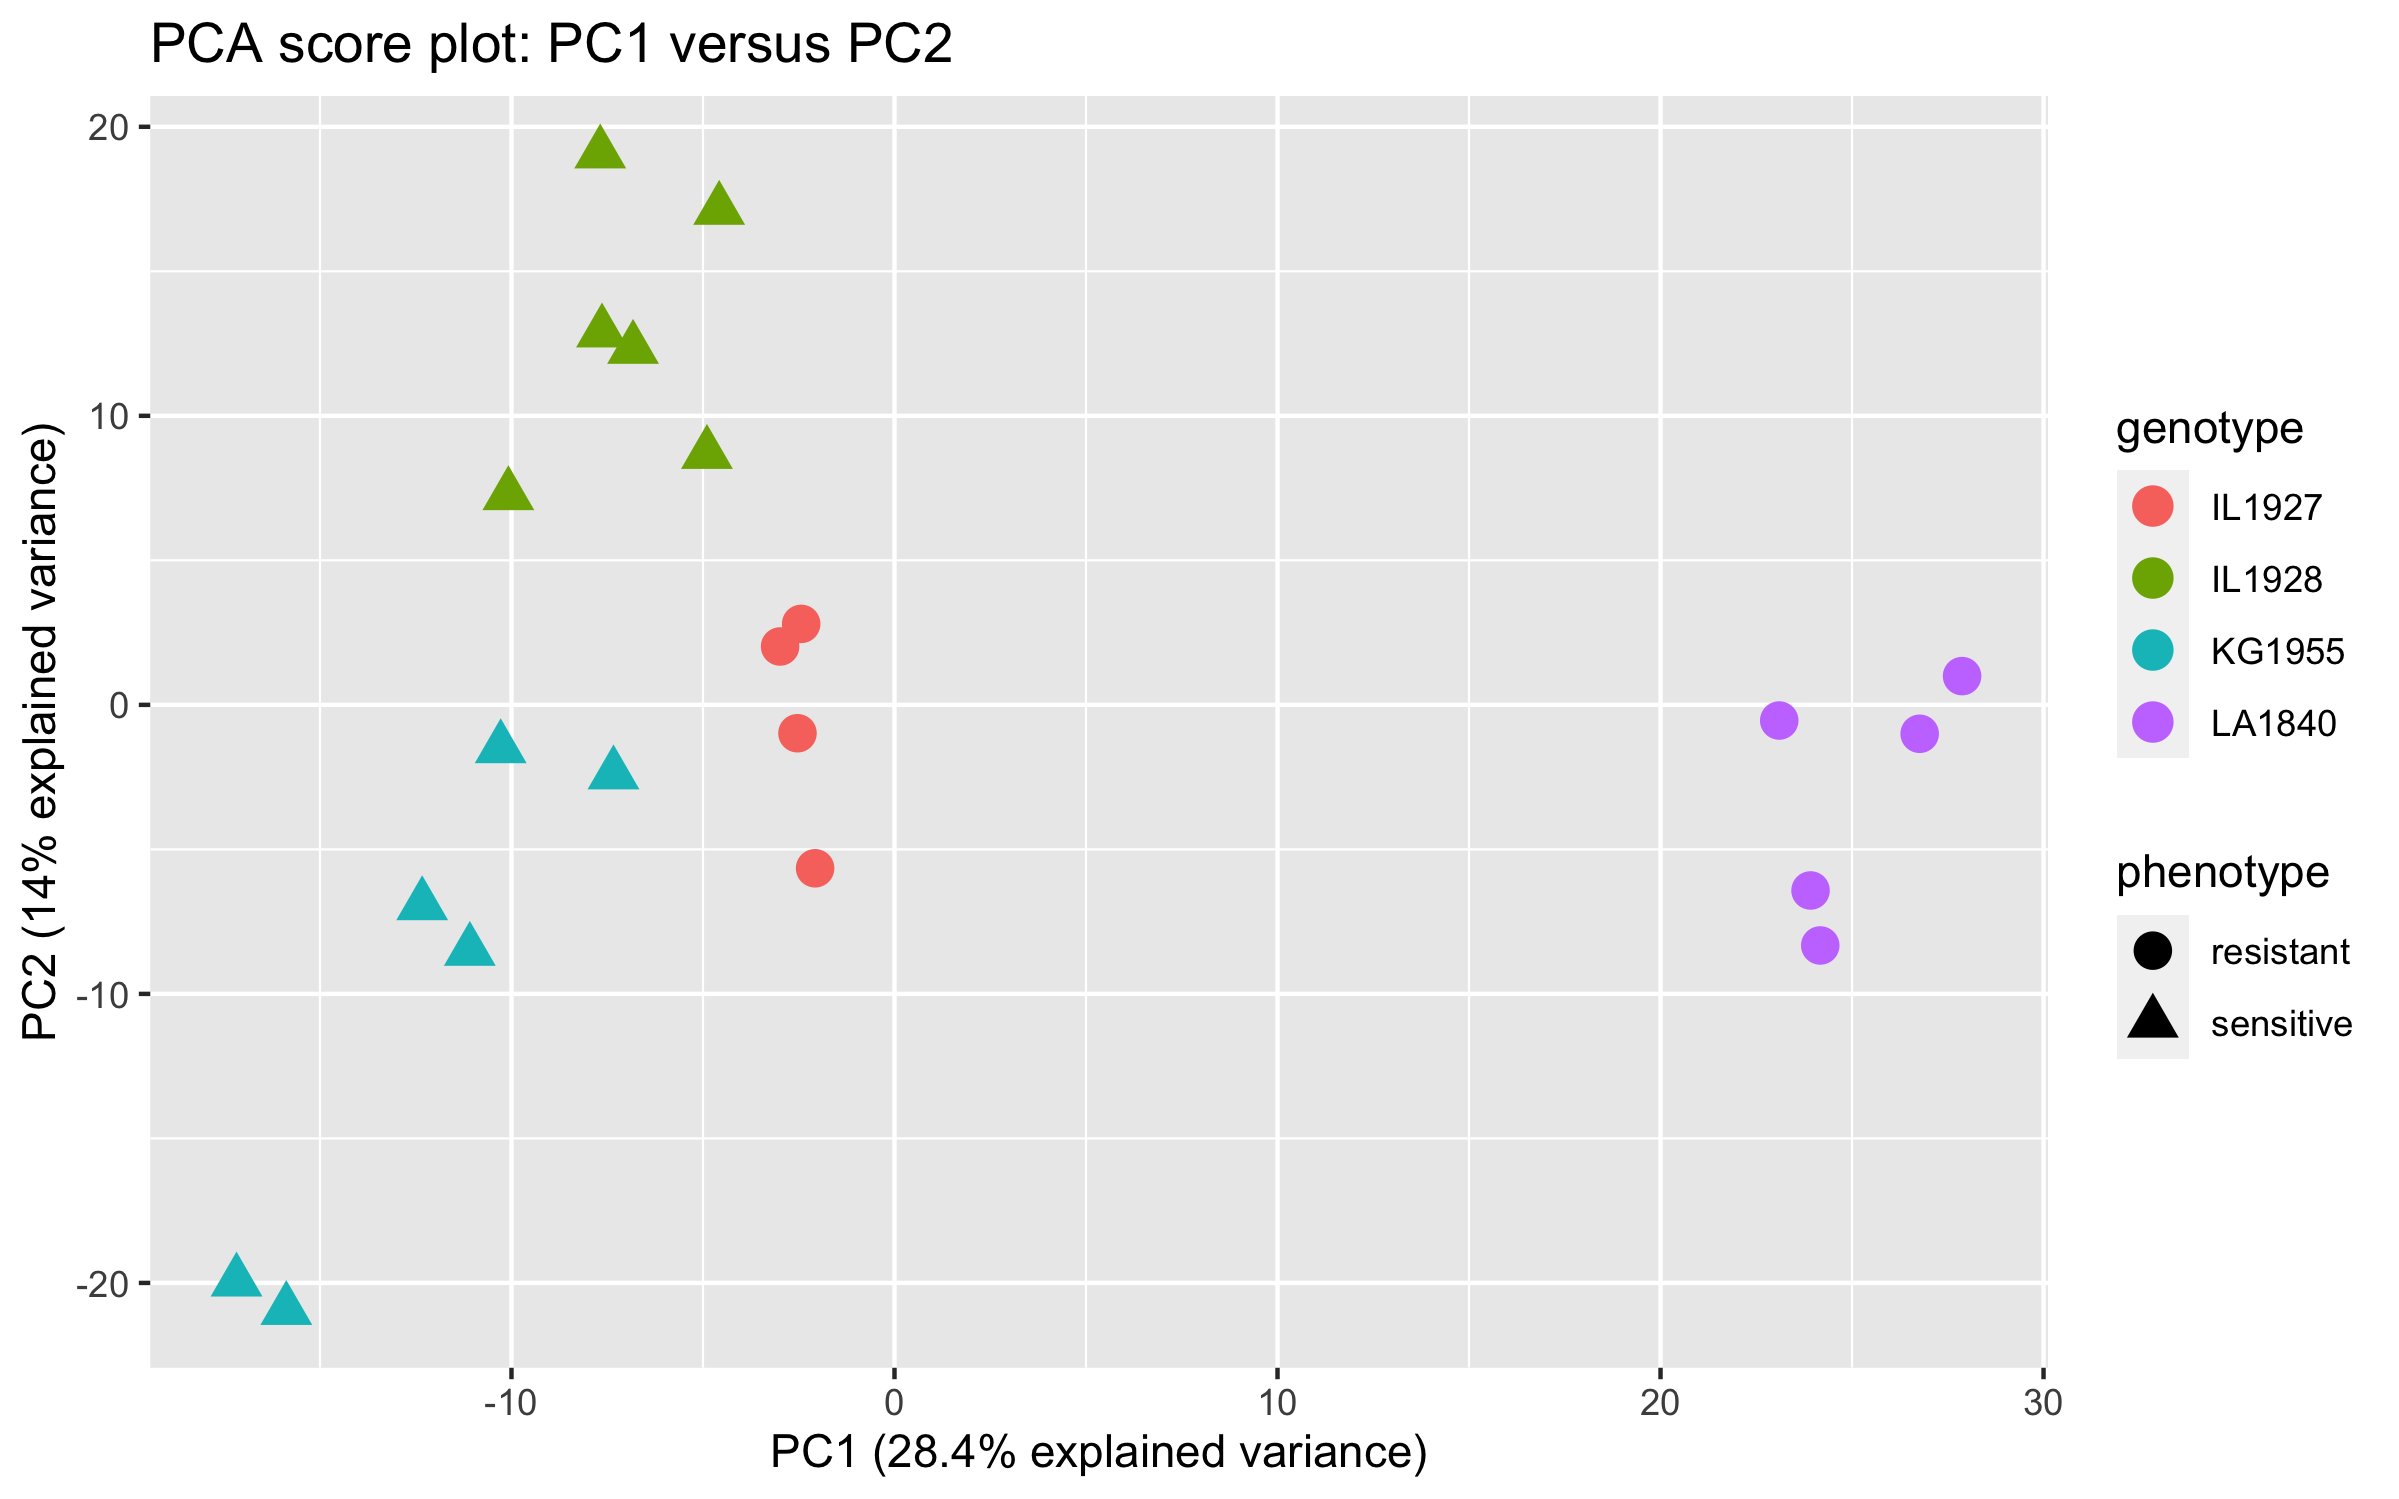 PCA score plot: PC1 versus PC2
20
10
0
-10
-20
PC2 (14% explained variance)
-10
0
10
20
30
PC1 (28.4% explained variance)
genotype
IL1927
IL1928
KG1955
LA1840
phenotype
resistant
sensitive